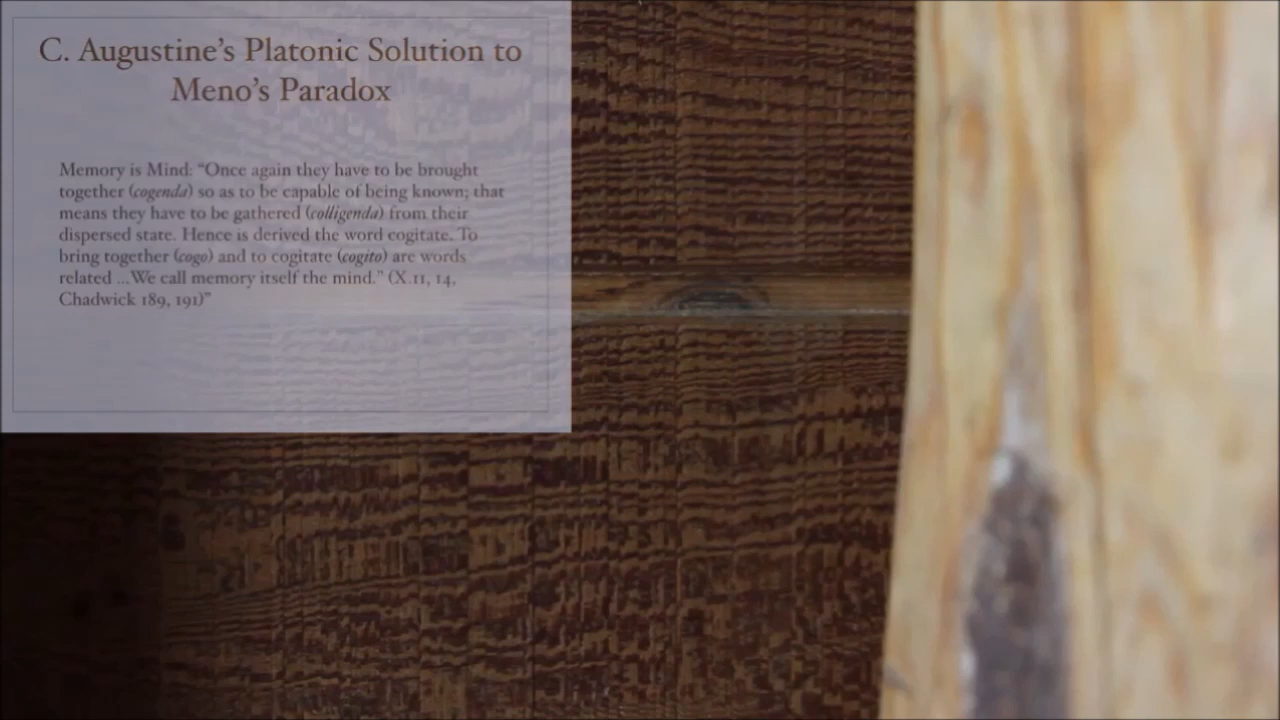 C. Augustine's Platonic Solution to
Meno's Paradox
Memory is Mind: “Once again they have to be brought
together (cogenda) so as to be capable of being known; that
means they have to be gathered (colligenda) from their
dispersed state. Hence is derived the word cogitate. To
bring together (cogo) and to cogitate (cogito) are words
related ...We call memory itself the mind.” (X.11, 14,
Chadwick 189, 191)”